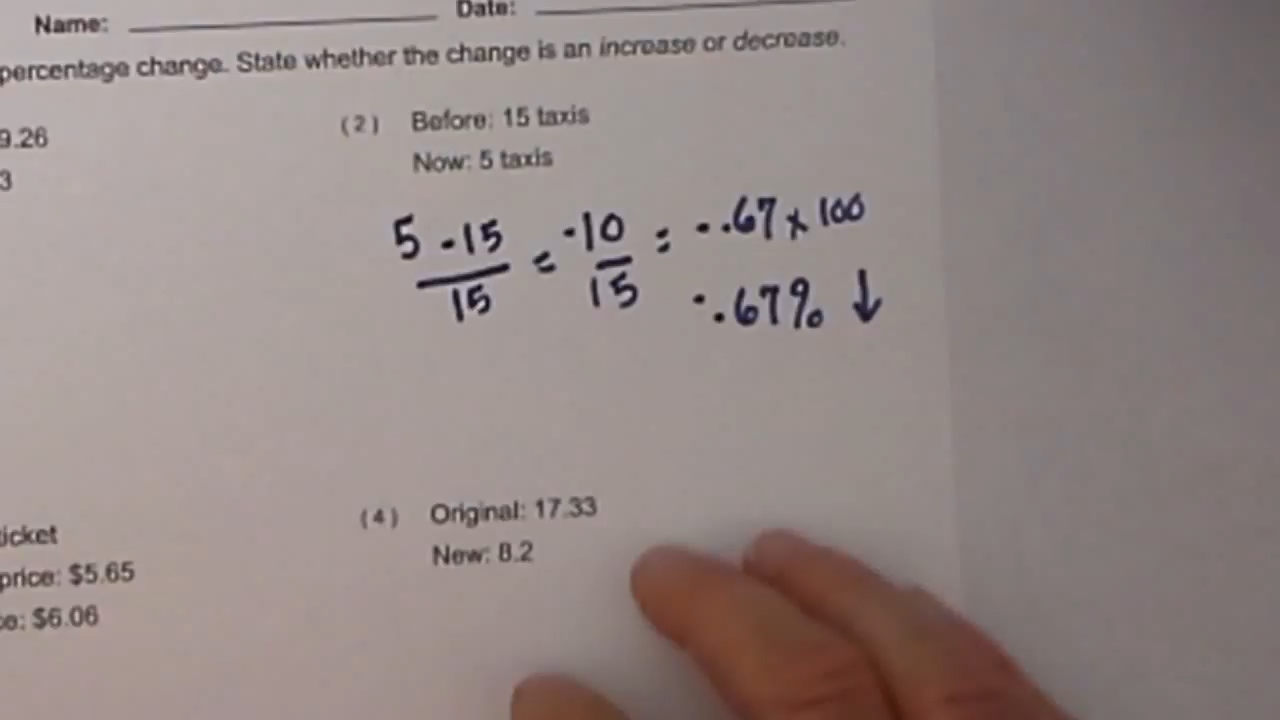 Name: Date:
percentage change. State whether the change is an increase or decrease.
9.26
3
(2) Before: 15 taxis
Now: 5 taxis
5 - 15 / 15 = -10 / 15 = -.67 x 100
-.67% ↓
icket
price: $5.65
e: $6.06
(4) Original: 17.33
New: 8.2